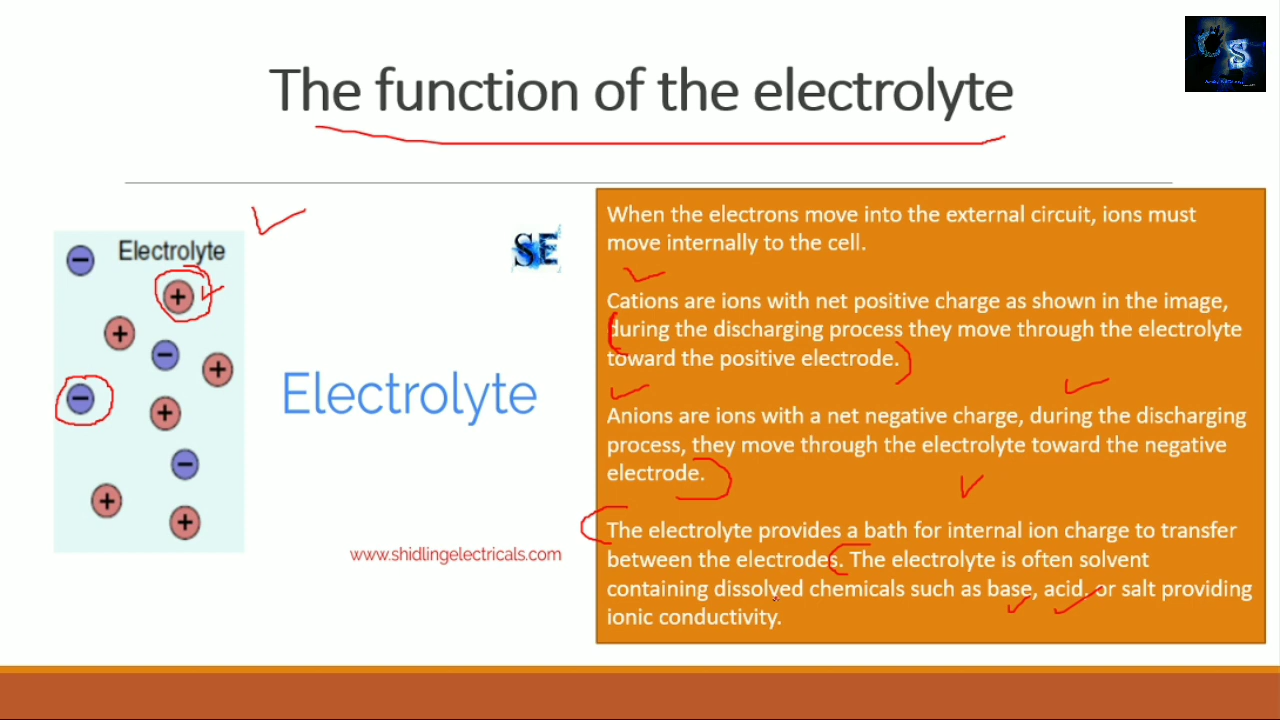 The function of the electrolyte
Electrolyte
SE
Electrolyte
www.shidlingelectricals.com
When the electrons move into the external circuit, ions must
move internally to the cell.
Cations are ions with net positive charge as shown in the image,
during the discharging process they move through the electrolyte
toward the positive electrode.
Anions are ions with a net negative charge, during the discharging
process, they move through the electrolyte toward the negative
electrode.
The electrolyte provides a bath for internal ion charge to transfer
between the electrodes. The electrolyte is often solvent
containing dissolved chemicals such as base, acid. or salt providing
ionic conductivity.